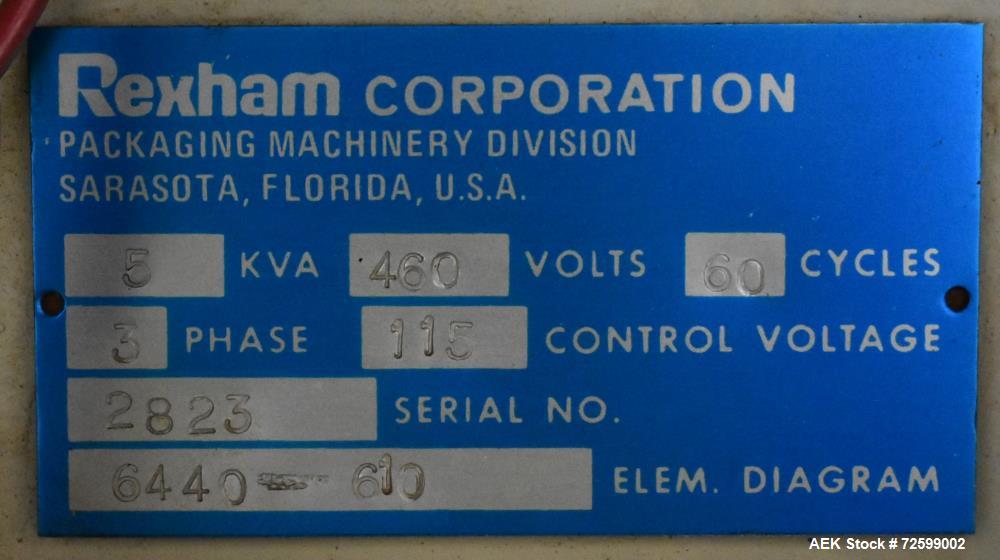 Rexham CORPORATION
PACKAGING MACHINERY DIVISION
SARASOTA, FLORIDA, U.S.A.
5 KVA 460 VOLTS 60 CYCLES
3 PHASE 115 CONTROL VOLTAGE
2823 SERIAL NO.
6440 - 610 ELEM. DIAGRAM
AEK Stock # 72599002